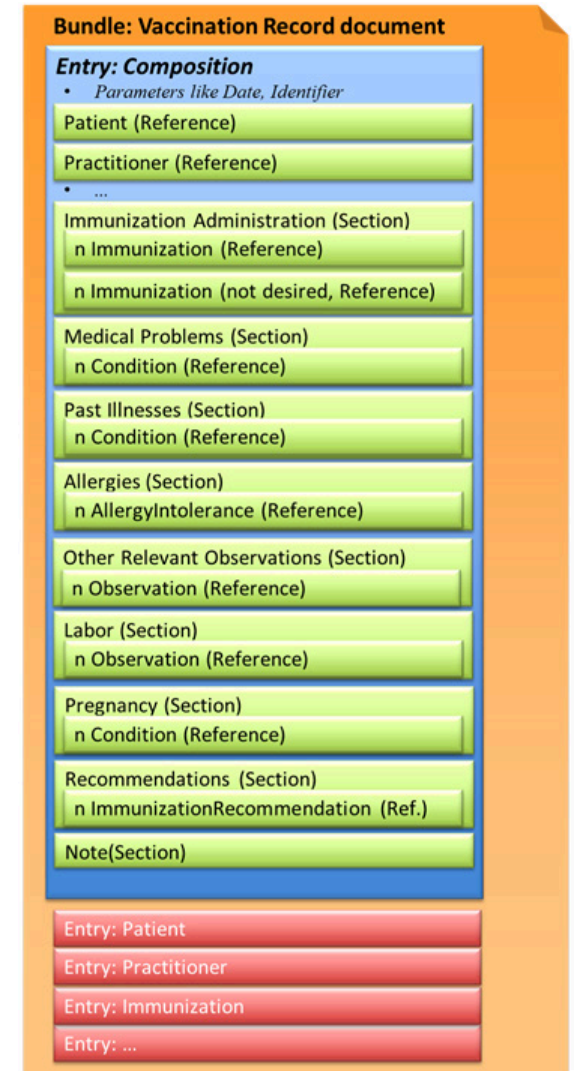 Bundle: Vaccination Record document
Entry: Composition
• Parameters like Date, Identifier
Patient (Reference)
Practitioner (Reference)
• ...
Immunization Administration (Section)
n Immunization (Reference)
n Immunization (not desired, Reference)
Medical Problems (Section)
n Condition (Reference)
Past Illnesses (Section)
n Condition (Reference)
Allergies (Section)
n AllergyIntolerance (Reference)
Other Relevant Observations (Section)
n Observation (Reference)
Labor (Section)
n Observation (Reference)
Pregnancy (Section)
n Condition (Reference)
Recommendations (Section)
n ImmunizationRecommendation (Ref.)
Note(Section)
Entry: Patient
Entry: Practitioner
Entry: Immunization
Entry: ...